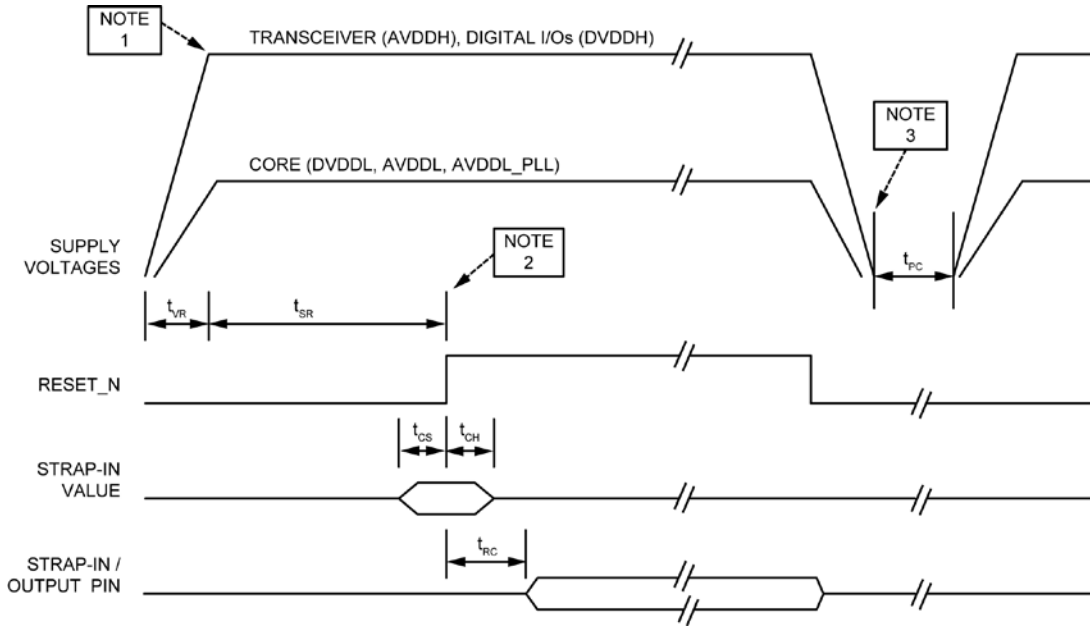 NOTE
1
TRANSCEIVER (AVDDH), DIGITAL I/Os (DVDDH)
NOTE
3
CORE (DVDDL, AVDDL, AVDDL_PLL)
SUPPLY
VOLTAGES
NOTE
2
tPC
tVR
tSR
RESET_N
tCS
tCH
STRAP-IN
VALUE
tRC
STRAP-IN /
OUTPUT PIN